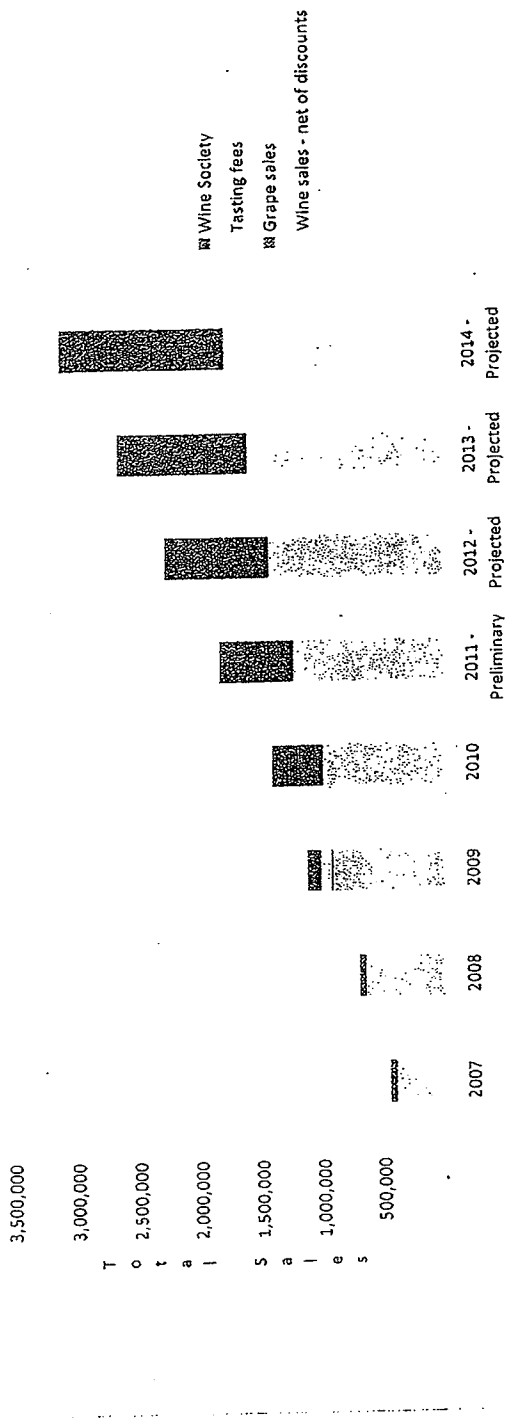 3,500,000
3,000,000
2,500,000
2,000,000
1,500,000
1,000,000
500,000
Total Sales
2007
2008
2009
2010
2011 -
Preliminary
2012 -
Projected
2013 -
Projected
2014 -
Projected
Wine Society
Tasting fees
Grape sales
Wine sales - net of discounts